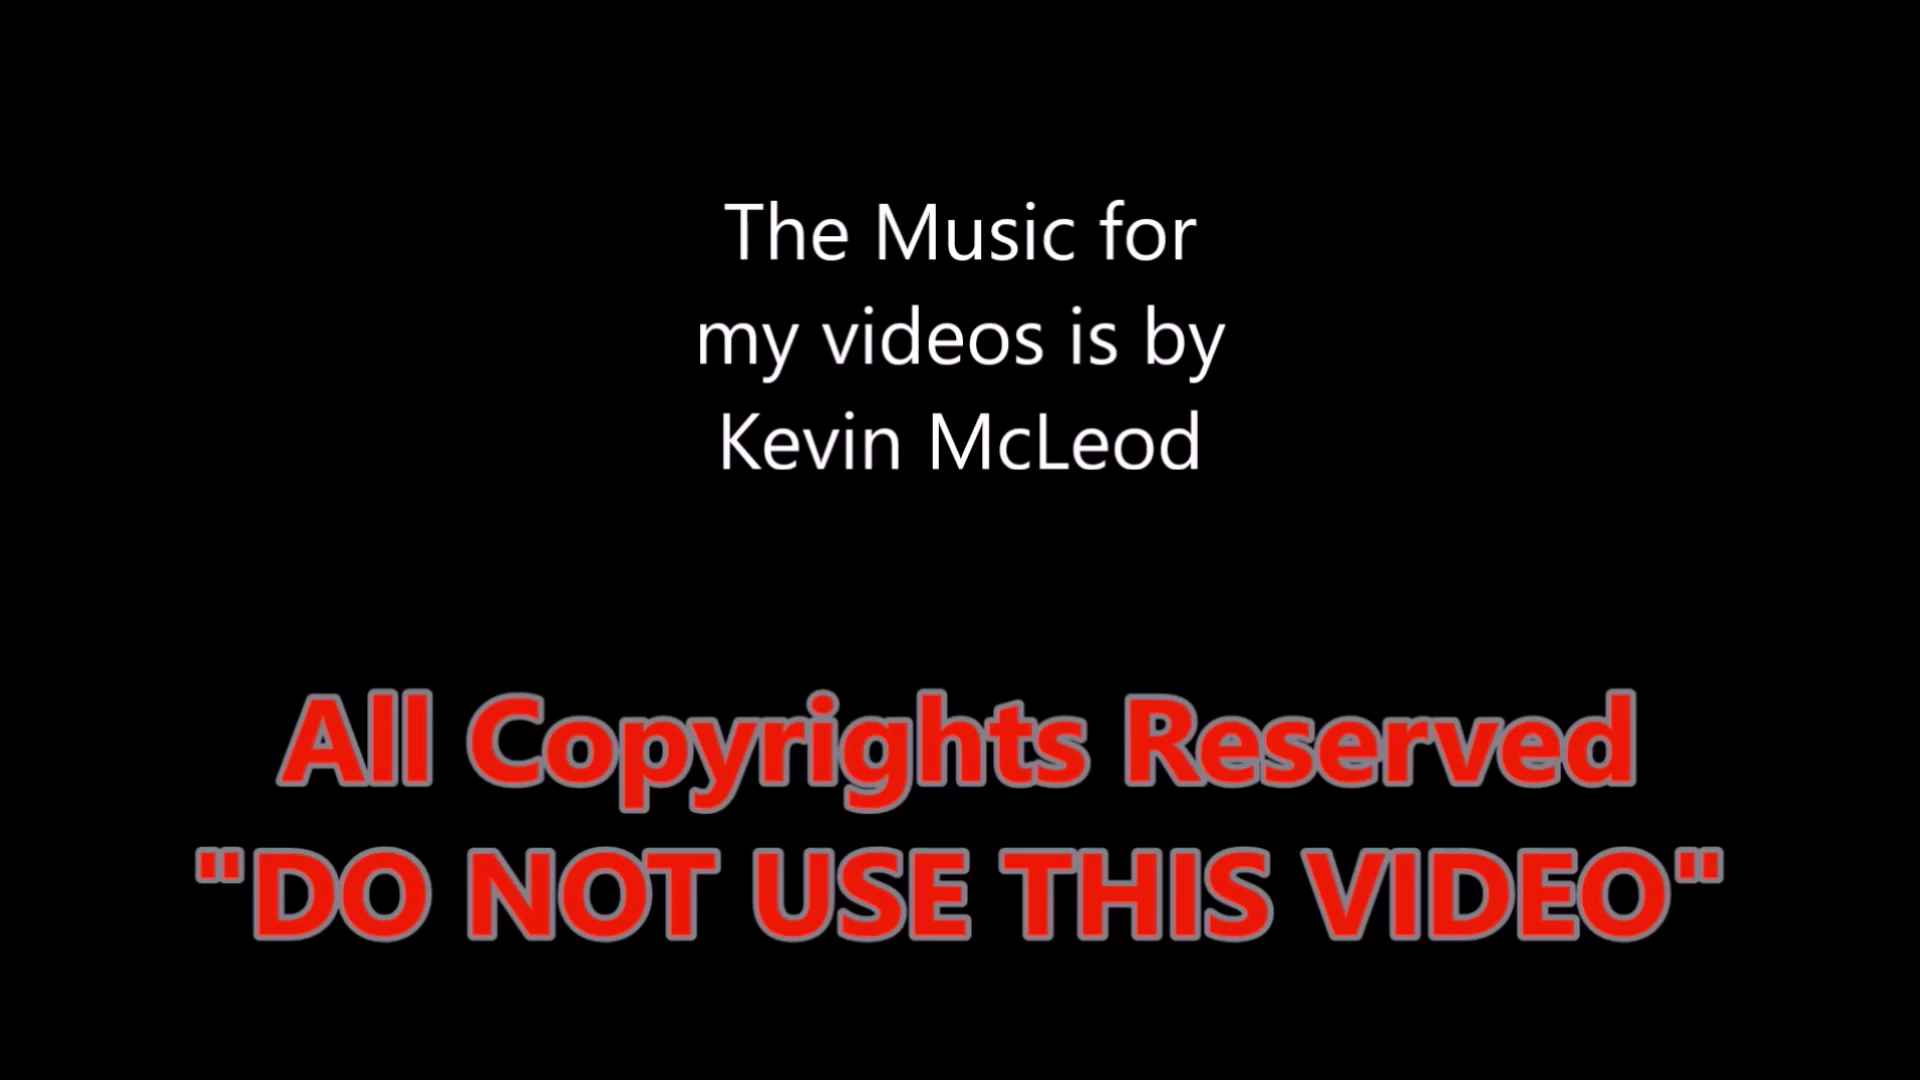 The Music for
my videos is by
Kevin McLeod
All Copyrights Reserved
"DO NOT USE THIS VIDEO"